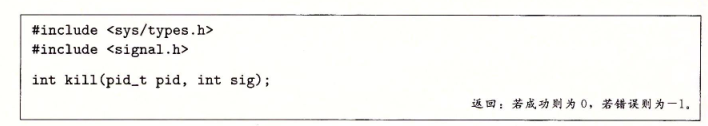 #include <sys/types.h>
#include <signal.h>
int kill(pid_t pid, int sig);
返回：若成功则为 0，若错误则为－1。